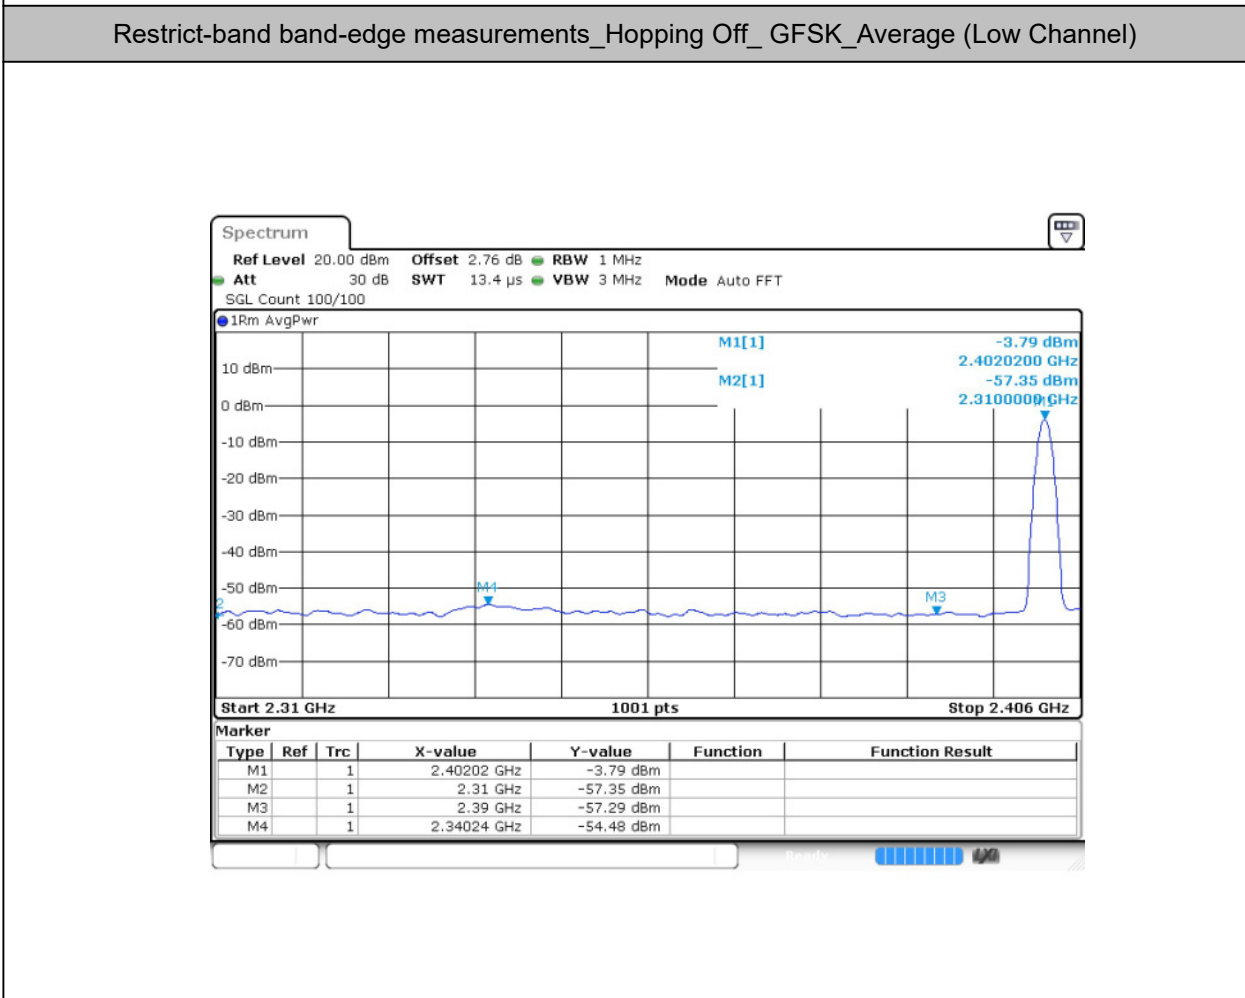 Restrict-band band-edge measurements_Hopping Off_ GFSK_Average (Low Channel)
Spectrum
Ref Level 20.00 dBm Offset 2.76 dB RBW 1 MHz
Att 30 dB SWT 13.4 µs VBW 3 MHz Mode Auto FFT
SGL Count 100/100
1Rm AvgPwr
M1[1] -3.79 dBm
2.4020200 GHz
M2[1] -57.35 dBm
2.3100000 GHz
M1
10 dBm
0 dBm
-10 dBm
-20 dBm
-30 dBm
-40 dBm
-50 dBm
M4
M3
2
-60 dBm
-70 dBm
Start 2.31 GHz 1001 pts Stop 2.406 GHz
Marker
Type Ref Trc X-value Y-value Function Function Result
M1 1 2.40202 GHz -3.79 dBm
M2 1 2.31 GHz -57.35 dBm
M3 1 2.39 GHz -57.29 dBm
M4 1 2.34024 GHz -54.48 dBm
Ready